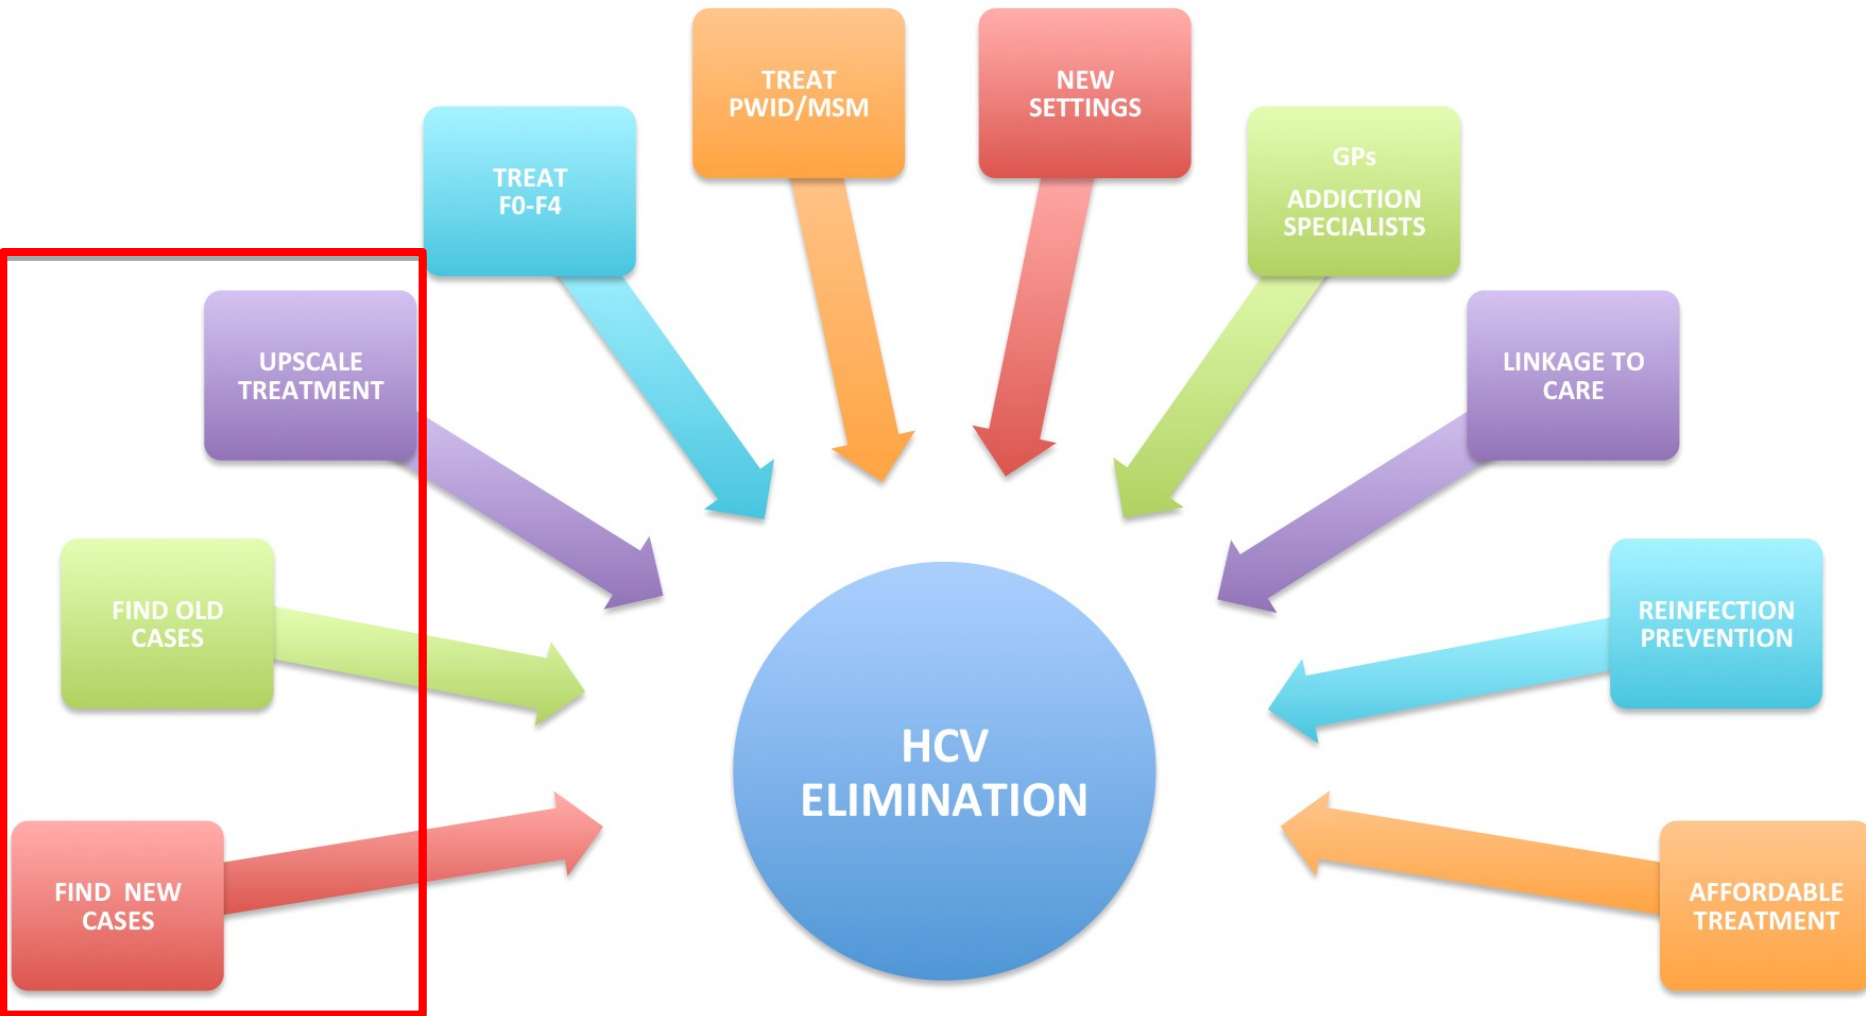 TREAT
PWID/MSM
NEW
SETTINGS
TREAT
F0-F4
GPs
ADDICTION
SPECIALISTS
UPSCALE
TREATMENT
LINKAGE TO
CARE
FIND OLD
CASES
REINFECTION
PREVENTION
HCV
ELIMINATION
FIND  NEW
CASES
AFFORDABLE
TREATMENT